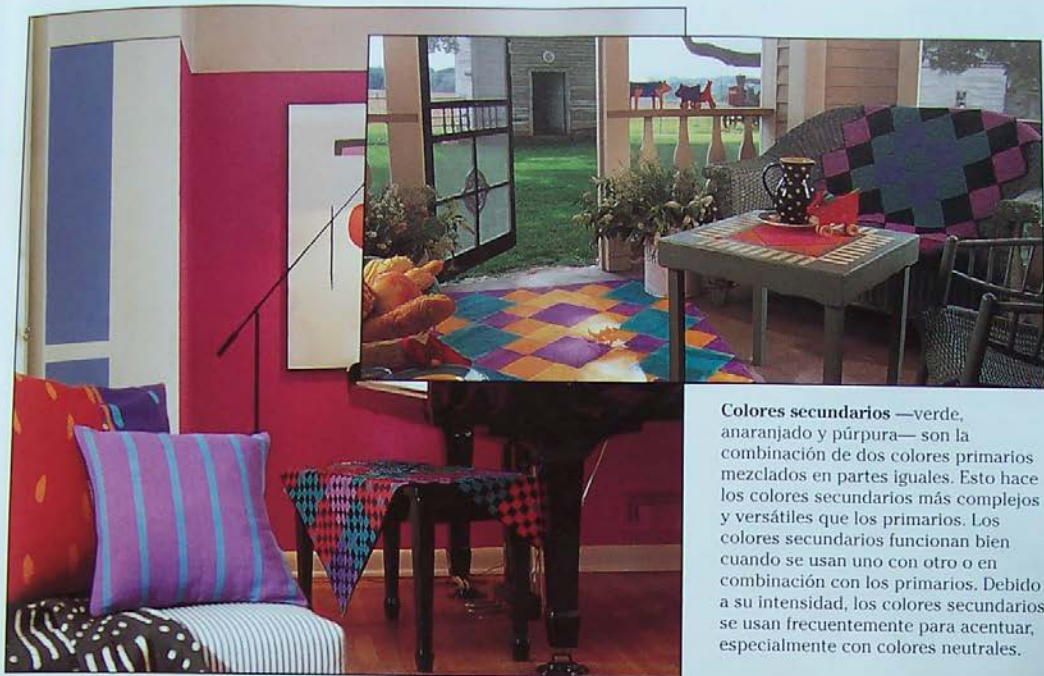 Colores secundarios —verde,
anaranjado y púrpura— son la
combinación de dos colores primarios
mezclados en partes iguales. Esto hace
los colores secundarios más complejos
y versátiles que los primarios. Los
colores secundarios funcionan bien
cuando se usan uno con otro o en
combinación con los primarios. Debido
a su intensidad, los colores secundarios
se usan frecuentemente para acentuar,
especialmente con colores neutrales.